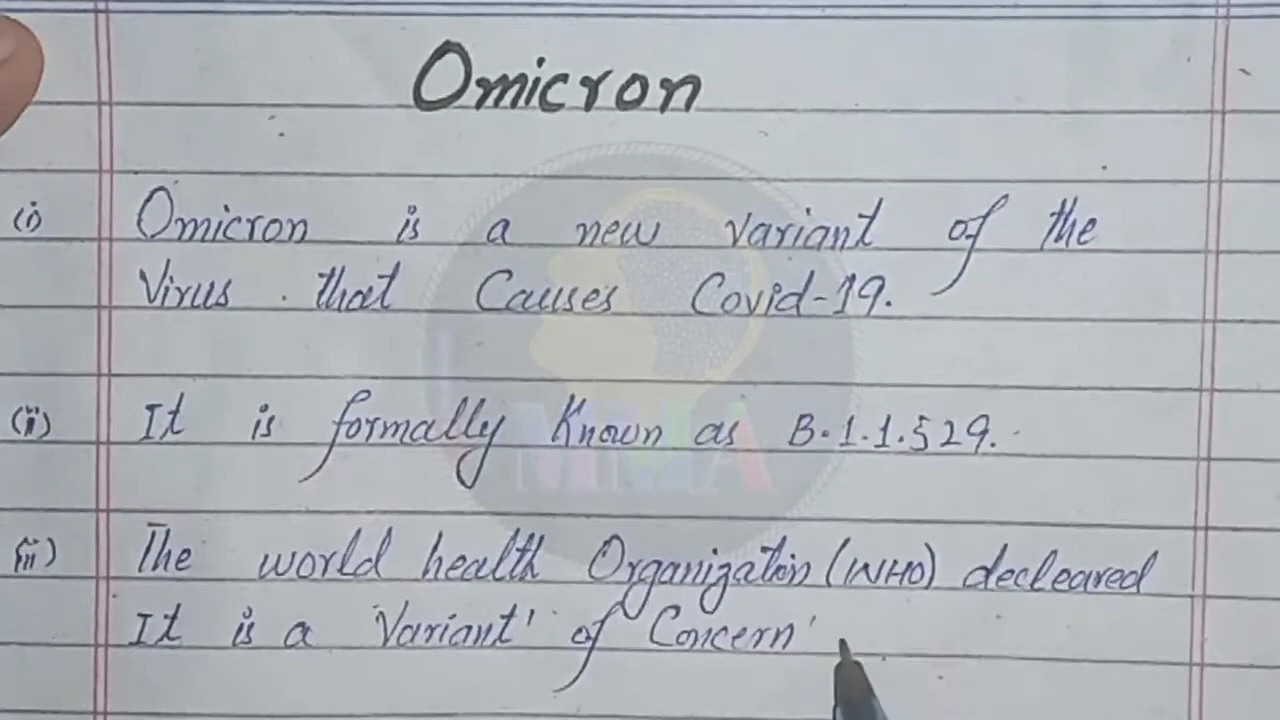 Omicron
(i) Omicron is a new variant of the
Virus that Causes Covid-19.
(ii) It is formally Known as B.1.1.529.
(iii) The world health Organization (WHO) decleared
It is a 'Variant' of Concern'
MMA